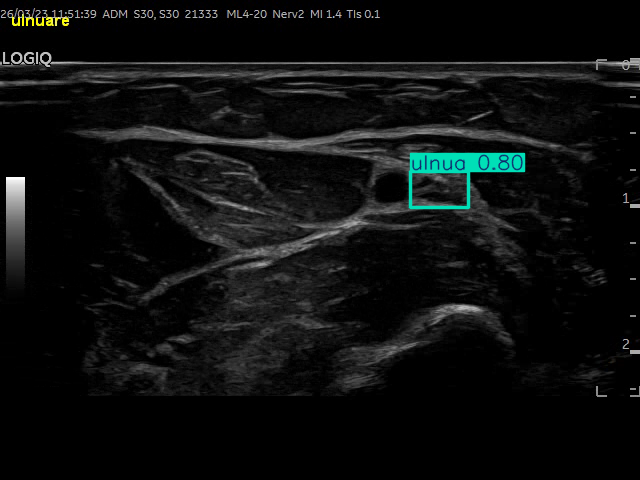 26/03/23 11:51:39 ADM S30, S30 21333 ML4-20 Nerv2 MI 1.4 TIs 0.1
ulnuare
LOGIQ
0
ulnua 0.80
1
2